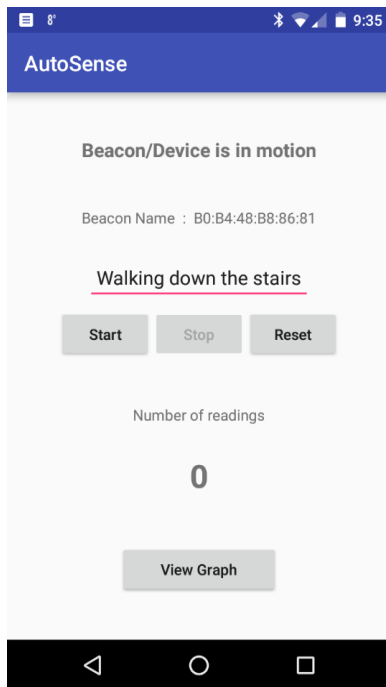 8° 9:35
AutoSense
Beacon/Device is in motion
Beacon Name : B0:B4:48:B8:86:81
Walking down the stairs
Start Stop Reset
Number of readings
0
View Graph